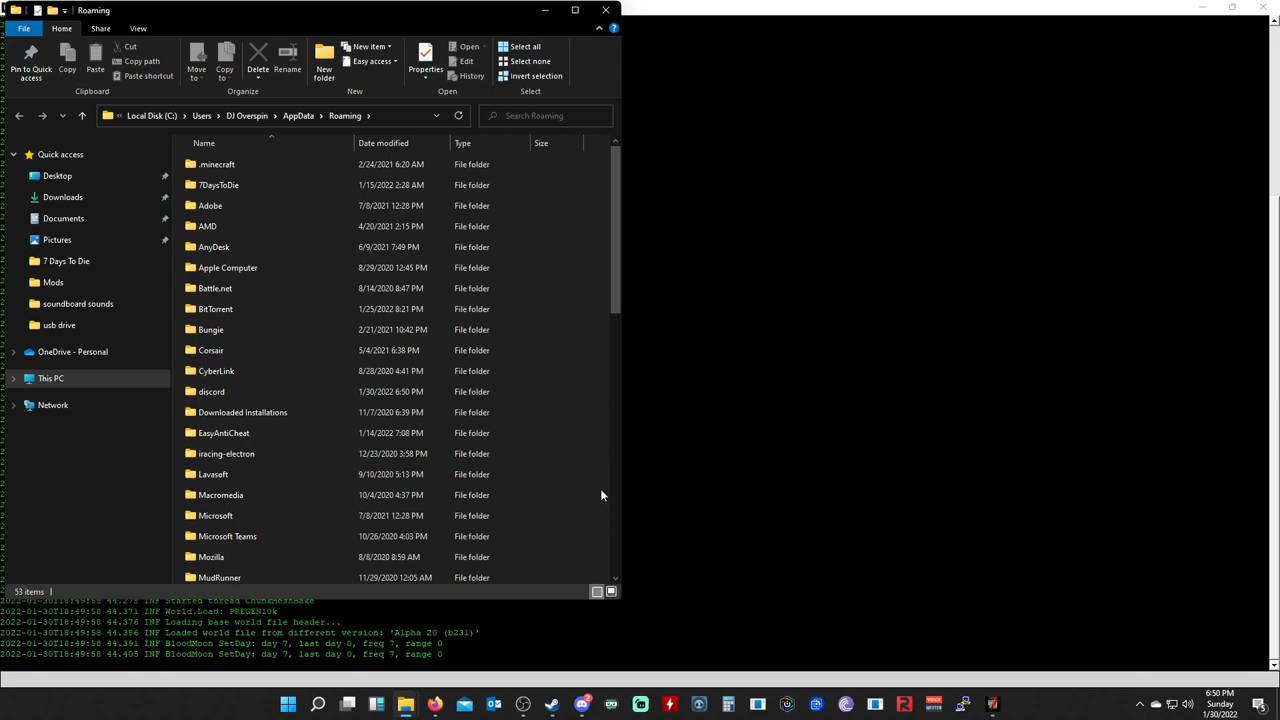 Roaming
File Home Share View
Pin to Quick access
Copy
Paste
Cut
Copy path
Paste shortcut
Move to
Copy to
Delete
Rename
New folder
New item
Easy access
Properties
Open
Edit
History
Select all
Select none
Invert selection
Clipboard Organize New Open Select
« Local Disk (C:) > Users > DJ Overspin > AppData > Roaming >
Search Roaming
Quick access
Desktop
Downloads
Documents
Pictures
7 Days To Die
Mods
soundboard sounds
usb drive
OneDrive - Personal
This PC
Network
Name Date modified Type Size
.minecraft 2/24/2021 6:20 AM File folder
7DaysToDie 1/15/2022 2:28 AM File folder
Adobe 7/8/2021 12:28 PM File folder
AMD 4/20/2021 2:15 PM File folder
AnyDesk 6/9/2021 7:49 PM File folder
Apple Computer 8/29/2020 12:45 PM File folder
Battle.net 8/14/2020 8:47 PM File folder
BitTorrent 1/25/2022 8:21 PM File folder
Bungie 2/21/2021 10:42 PM File folder
Corsair 5/4/2021 6:38 PM File folder
CyberLink 8/28/2020 4:41 PM File folder
discord 1/30/2022 6:50 PM File folder
Downloaded Installations 11/7/2020 6:39 PM File folder
EasyAntiCheat 1/14/2022 7:08 PM File folder
iracing-electron 12/23/2020 3:58 PM File folder
Lavasoft 9/10/2020 5:13 PM File folder
Macromedia 10/4/2020 4:37 PM File folder
Microsoft 7/8/2021 12:28 PM File folder
Microsoft Teams 10/26/2020 4:03 PM File folder
Mozilla 8/8/2020 8:59 AM File folder
MudRunner 11/29/2020 12:05 AM File folder
53 items
2022-01-30T18:49:58 44.278 INF Started thread ChunkMeshBake
2022-01-30T18:49:58 44.371 INF World.Load: PREGEN10k
2022-01-30T18:49:58 44.376 INF Loading base world file header...
2022-01-30T18:49:58 44.386 INF Loaded world file from different version: 'Alpha 20 (b231)'
2022-01-30T18:49:58 44.391 INF BloodMoon SetDay: day 7, last day 0, freq 7, range 0
2022-01-30T18:49:58 44.405 INF BloodMoon SetDay: day 7, last day 0, freq 7, range 0
6:50 PM
Sunday
1/30/2022